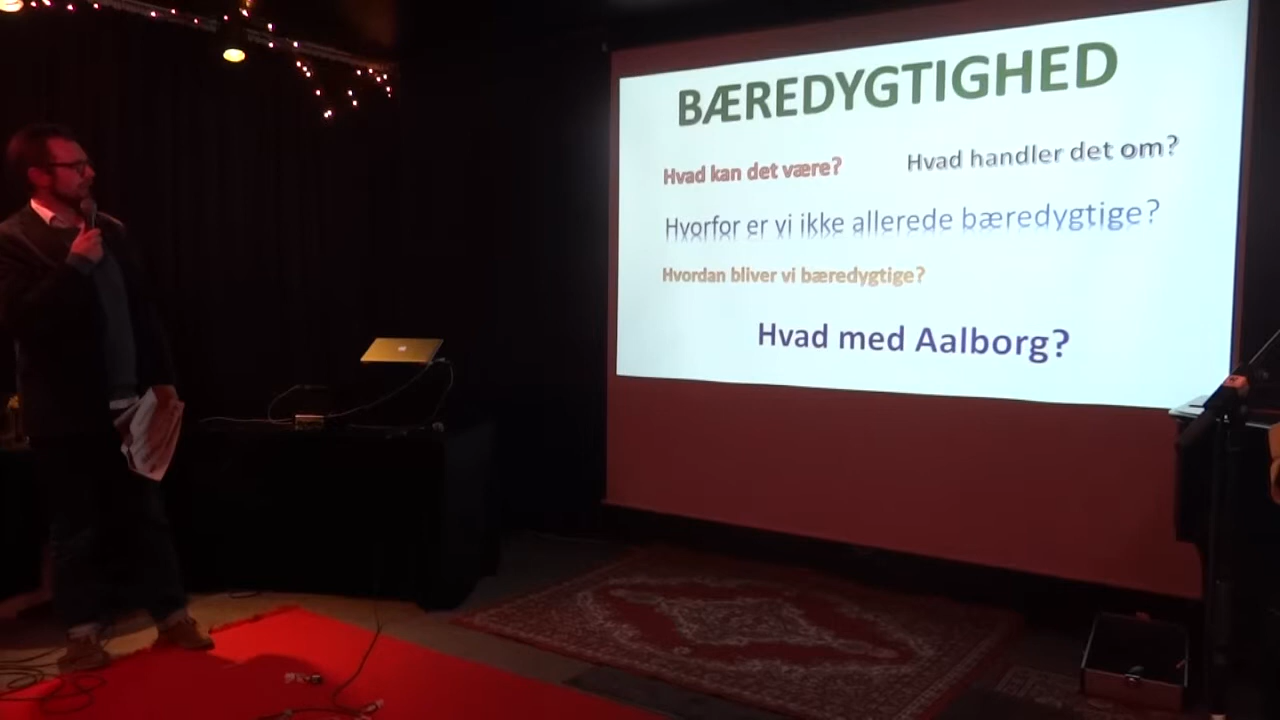 BÆREDYGTIGHED
Hvad kan det være?
Hvad handler det om?
Hvorfor er vi ikke allerede bæredygtige?
Hvordan bliver vi bæredygtige?
Hvad med Aalborg?